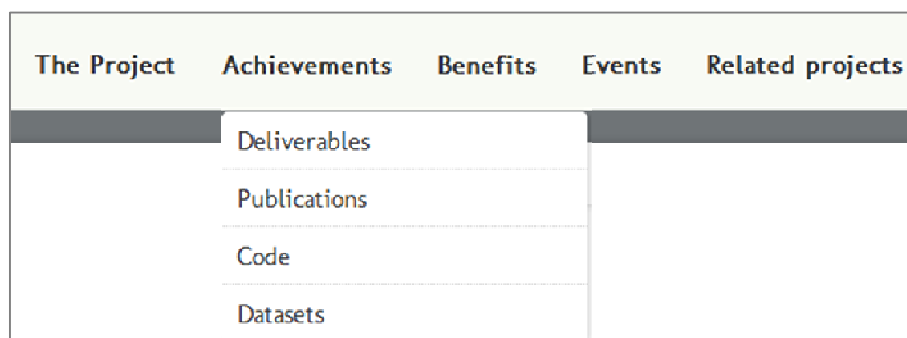 The Project Achievements Benefits Events Related projects
Deliverables
Publications
Code
Datasets